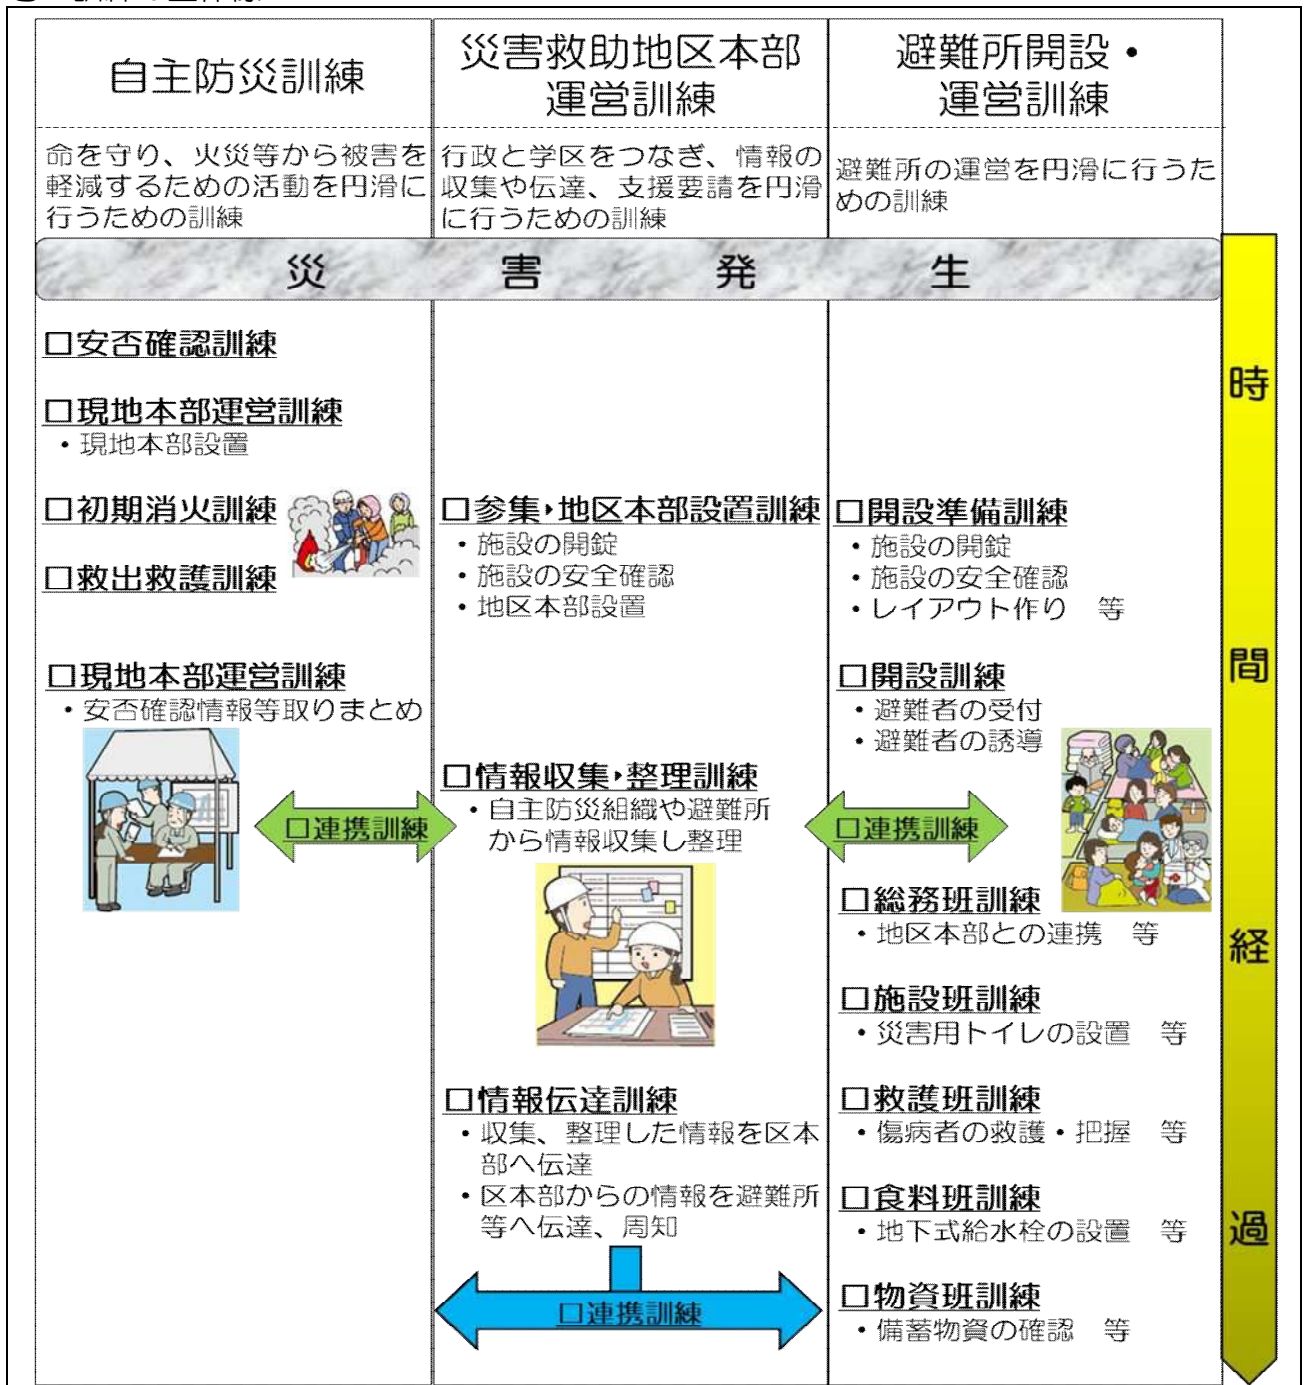 自主防災訓練
命を守り、火災等から被害を
軽減するための活動を円滑に
行うための訓練
災害救助地区本部
運営訓練
行政と学区をつなぎ、情報の
収集や伝達、支援要請を円滑
に行うための訓練
避難所開設・
運営訓練
避難所の運営を円滑に行うた
めの訓練
災害発生
□安否確認訓練
□現地本部運営訓練
・現地本部設置
□初期消火訓練
□救出救護訓練
□現地本部運営訓練
・安否確認情報等取りまとめ
□連携訓練
□参集・地区本部設置訓練
・施設の開錠
・施設の安全確認
・地区本部設置
□情報収集・整理訓練
・自主防災組織や避難所
から情報収集し整理
□情報伝達訓練
・収集、整理した情報を区本
部へ伝達
・区本部からの情報を避難所
等へ伝達、周知
□連携訓練
□開設準備訓練
・施設の開錠
・施設の安全確認
・レイアウト作り 等
□開設訓練
・避難者の受付
・避難者の誘導
□連携訓練
□総務班訓練
・地区本部との連携 等
□施設班訓練
・災害用トイレの設置 等
□救護班訓練
・傷病者の救護・把握 等
□食料班訓練
・地下式給水栓の設置 等
□物資班訓練
・備蓄物資の確認 等
時間経過